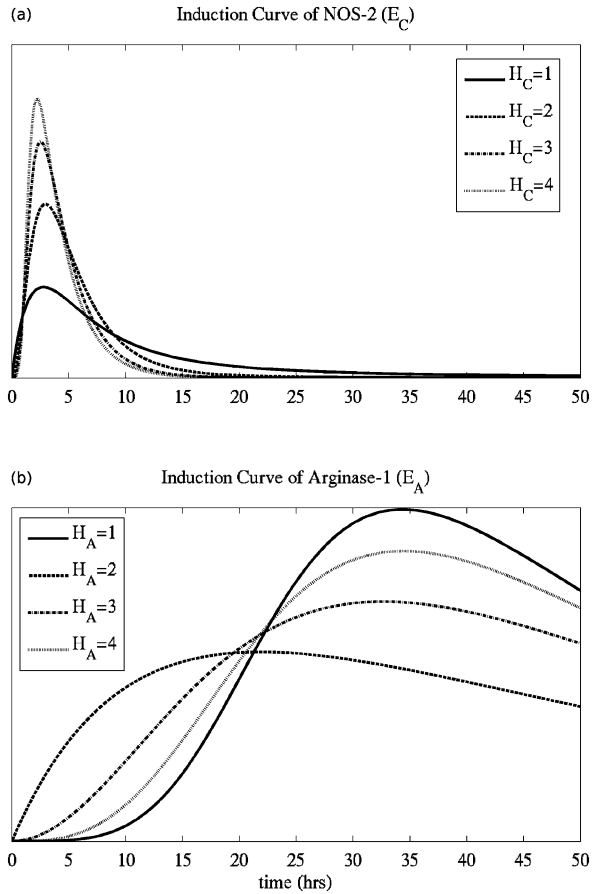 (a)
Induction Curve of NOS-2 (E_C)
H_C=1
H_C=2
H_C=3
H_C=4
0 5 10 15 20 25 30 35 40 45 50
(b)
Induction Curve of Arginase-1 (E_A)
H_A=1
H_A=2
H_A=3
H_A=4
0 5 10 15 20 25 30 35 40 45 50
time (hrs)